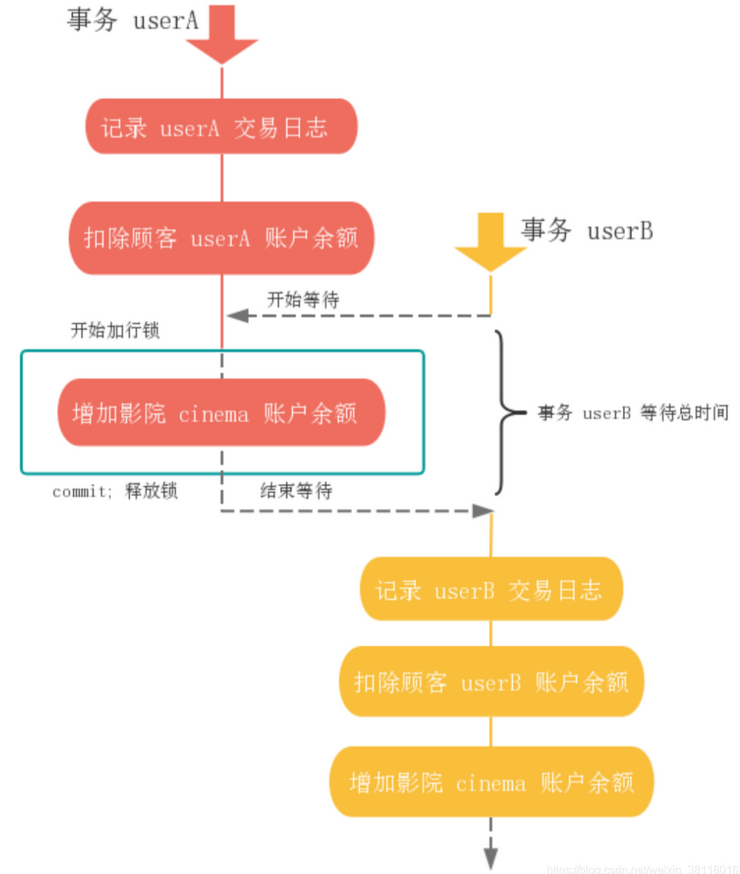 事务 userA
记录 userA 交易日志
扣除顾客 userA 账户余额
事务 userB
开始等待
开始加行锁
增加影院 cinema 账户余额
事务 userB 等待总时间
commit; 释放锁
结束等待
记录 userB 交易日志
扣除顾客 userB 账户余额
增加影院 cinema 账户余额
https://blog.csdn.net/weixin_38118016